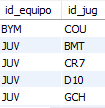 id_equipo id_jug
BYM COU
JUV BMT
JUV CR7
JUV D10
JUV GCH